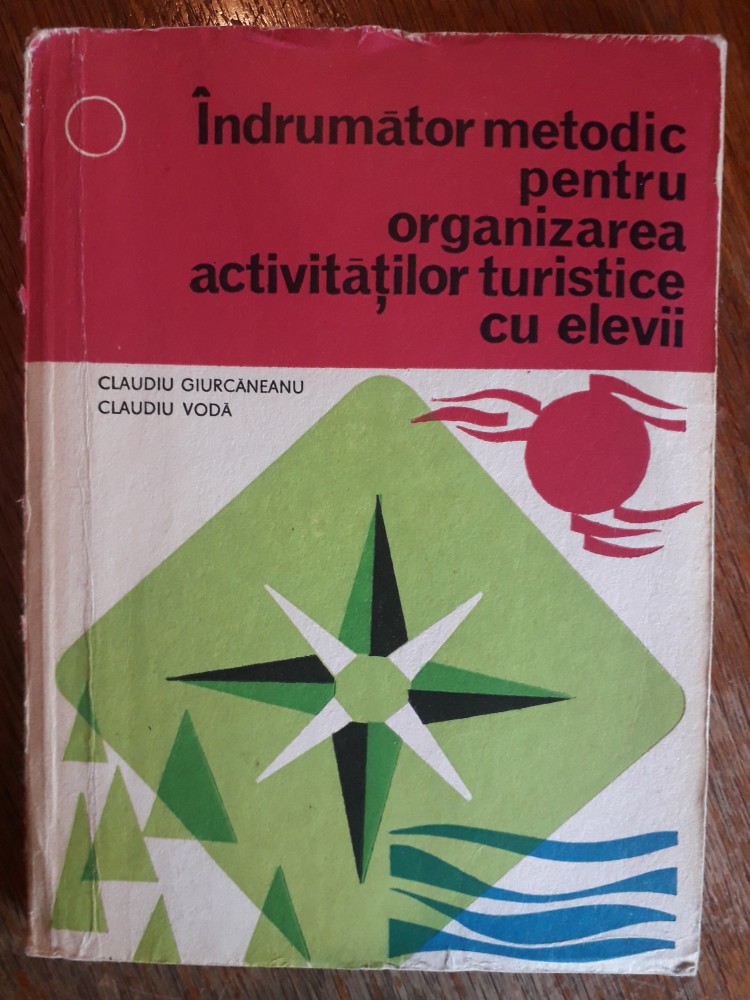 Îndrumător metodic
pentru
organizarea
activităților turistice
cu elevii
CLAUDIU GIURCĂNEANU
CLAUDIU VODĂ